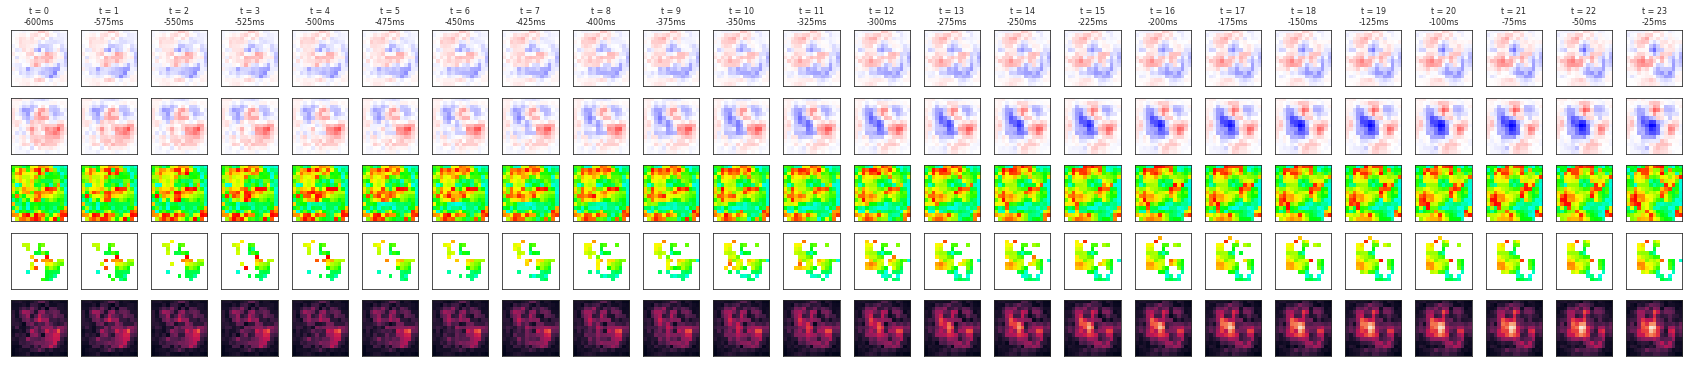 t = 0 t = 1 t = 2 t = 3 t = 4 t = 5 t = 6 t = 7 t = 8 t = 9 t = 10 t = 11 t = 12 t = 13 t = 14 t = 15 t = 16 t = 17 t = 18 t = 19 t = 20 t = 21 t = 22 t = 23
-600ms -575ms -550ms -525ms -500ms -475ms -450ms -425ms -400ms -375ms -350ms -325ms -300ms -275ms -250ms -225ms -200ms -175ms -150ms -125ms -100ms -75ms -50ms -25ms